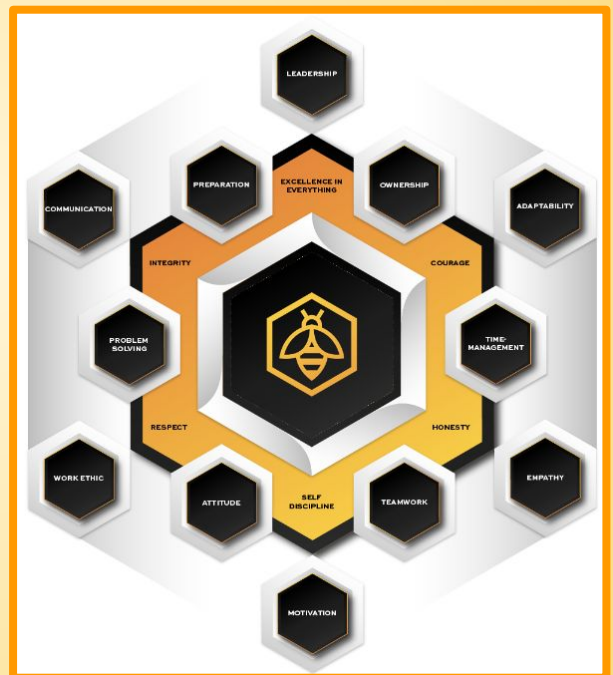 LEADERSHIP
PREPARATION
EXCELLENCE IN
EVERYTHING
OWNERSHIP
COMMUNICATION
ADAPTABILITY
INTEGRITY
COURAGE
PROBLEM
SOLVING
TIME-
MANAGEMENT
RESPECT
HONESTY
WORK ETHIC
ATTITUDE
SELF
DISCIPLINE
TEAMWORK
EMPATHY
MOTIVATION